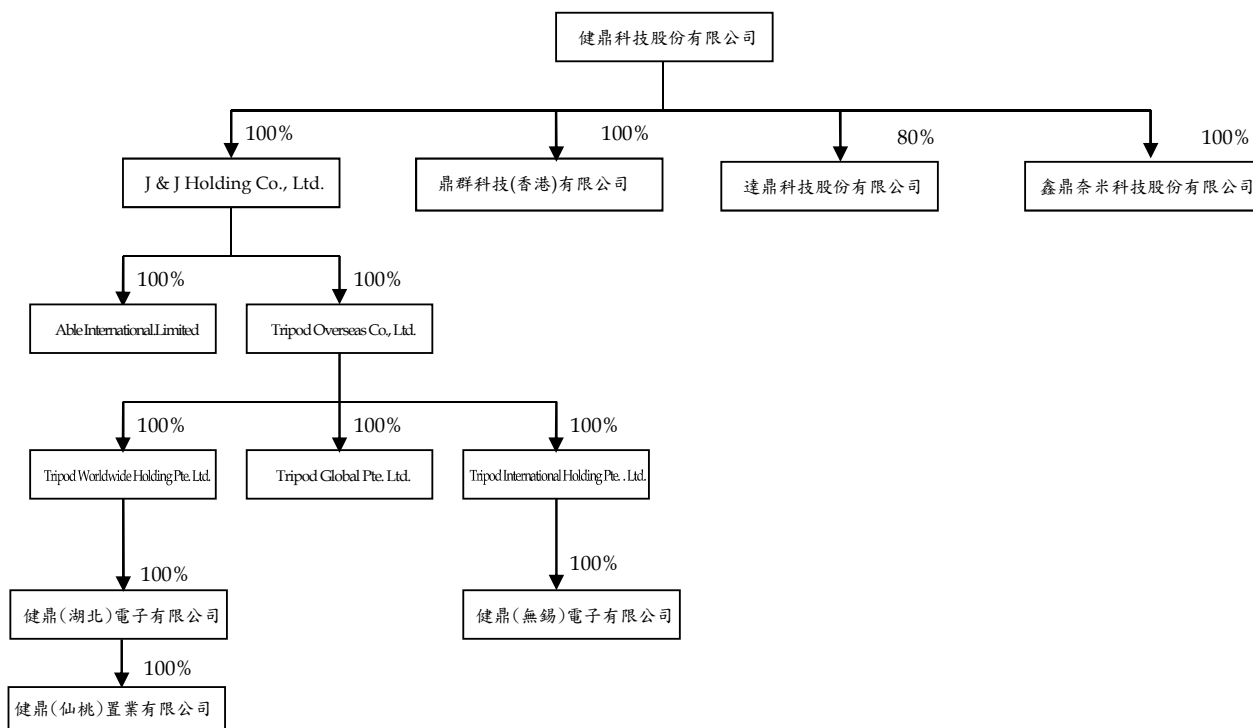 健鼎科技股份有限公司
100%
100%
80%
100%
J & J Holding Co., Ltd.
鼎群科技(香港)有限公司
達鼎科技股份有限公司
鑫鼎奈米科技股份有限公司
100%
100%
Able International.Limited
Tripod Overseas Co., Ltd.
100%
100%
100%
Tripod Worldwide Holding Pte. Ltd.
Tripod Global Pte. Ltd.
Tripod International Holding Pte. . Ltd.
100%
100%
健鼎(湖北)電子有限公司
健鼎(無錫)電子有限公司
100%
健鼎(仙桃)置業有限公司